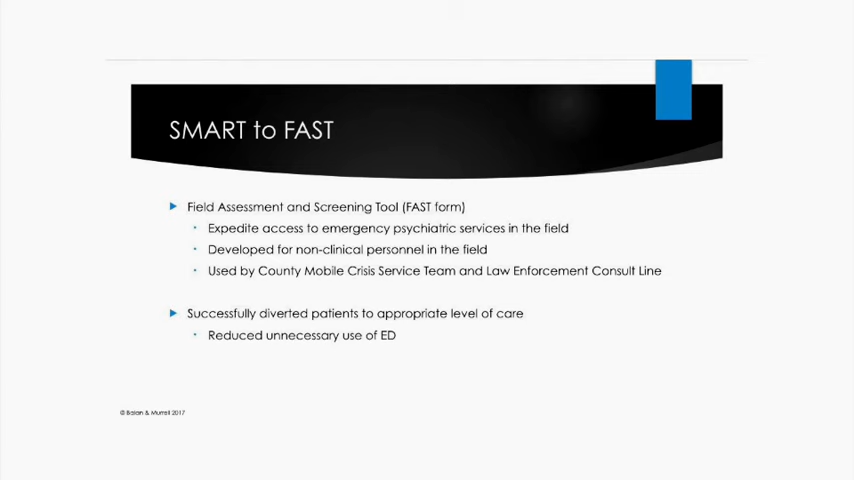 SMART to FAST
Field Assessment and Screening Tool (FAST form)
Expedite access to emergency psychiatric services in the field
Developed for non-clinical personnel in the field
Used by County Mobile Crisis Service Team and Law Enforcement Consult Line
Successfully diverted patients to appropriate level of care
Reduced unnecessary use of ED
© Balan & Murrell 2017